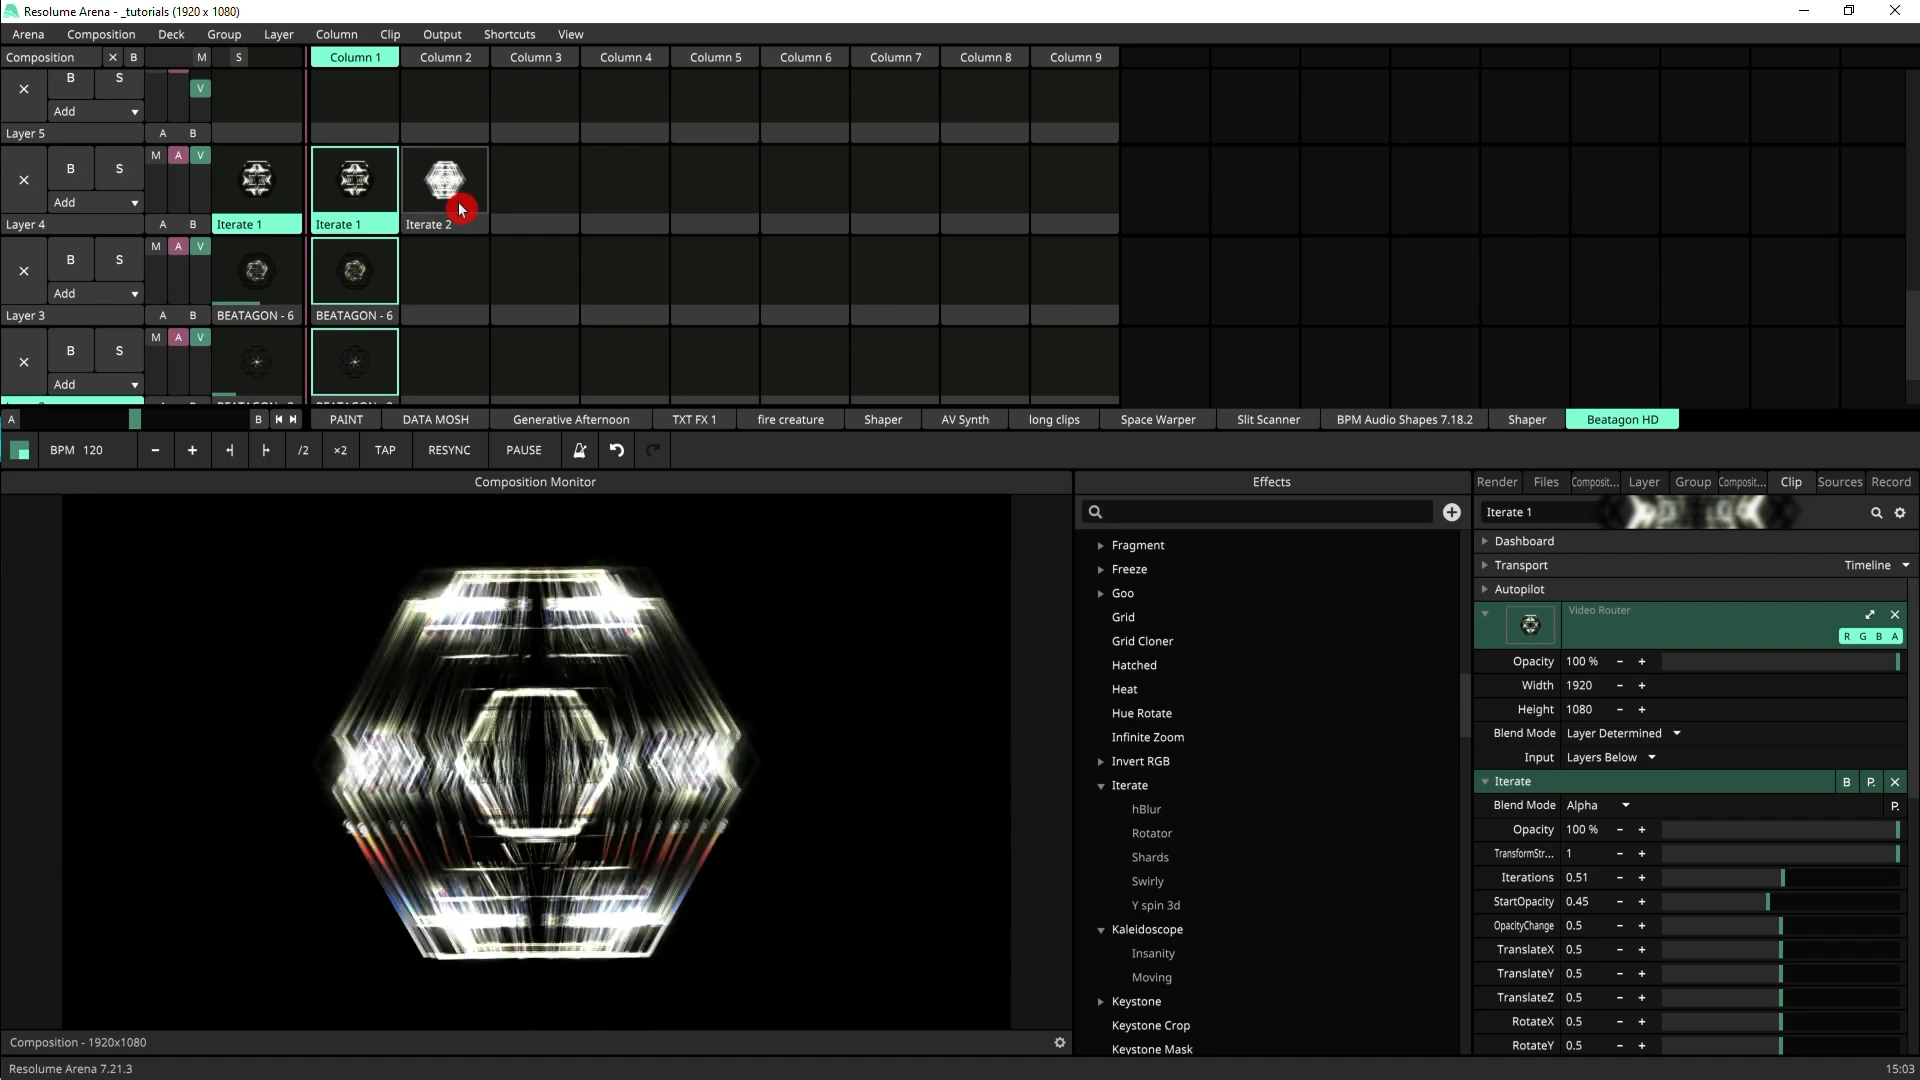 Resolume Arena - _tutorials (1920 x 1080)
Arena Composition Deck Group Layer Column Clip Output Shortcuts View
Composition X B M S Column 1 Column 2 Column 3 Column 4 Column 5 Column 6 Column 7 Column 8 Column 9
B S V
Add
Layer 5 A B
M A V
B S
Add
Layer 4 A B Iterate 1 Iterate 1 Iterate 2
M A V
B S
Add
Layer 3 A B BEATAGON - 6 BEATAGON - 6
M A V
B S
Add
A B PAINT DATA MOSH Generative Afternoon TXT FX 1 fire creature Shaper AV Synth long clips Space Warper Slit Scanner BPM Audio Shapes 7.18.2 Shaper Beatagon HD
BPM 120 - + /2 ×2 TAP RESYNC PAUSE
Composition Monitor
Composition - 1920x1080
Effects
Fragment
Freeze
Goo
Grid
Grid Cloner
Hatched
Heat
Hue Rotate
Infinite Zoom
Invert RGB
Iterate
hBlur
Rotator
Shards
Swirly
Y spin 3d
Kaleidoscope
Insanity
Moving
Keystone
Keystone Crop
Keystone Mask
Render Files Composit... Layer Group Composit... Clip Sources Record
Iterate 1
Dashboard
Transport Timeline
Autopilot
Video Router
R G B A
Opacity 100 % - +
Width 1920 - +
Height 1080 - +
Blend Mode Layer Determined
Input Layers Below
Iterate B P. X
Blend Mode Alpha P.
Opacity 100 % - +
TransformStr... 1 - +
Iterations 0.51 - +
StartOpacity 0.45 - +
OpacityChange 0.5 - +
TranslateX 0.5 - +
TranslateY 0.5 - +
TranslateZ 0.5 - +
RotateX 0.5 - +
RotateY 0.5 - +
Resolume Arena 7.21.3 15:03